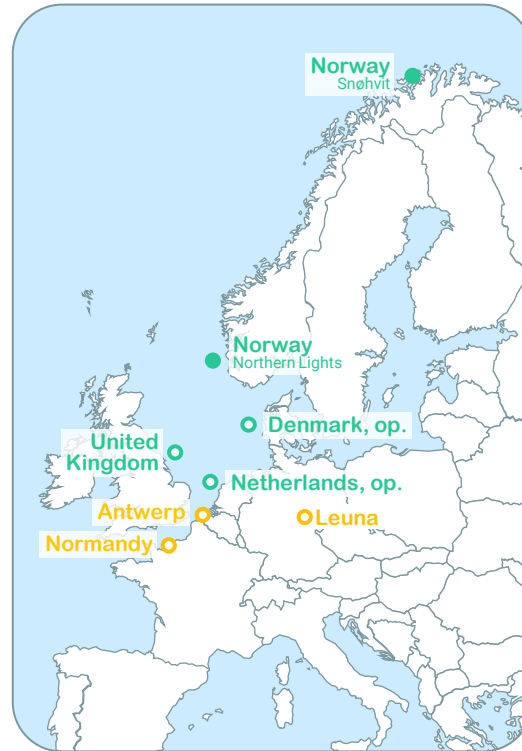 Norway
Snøhvit
Norway
Northern Lights
Denmark, op.
United
Kingdom
Netherlands, op.
Antwerp
Leuna
Normandy